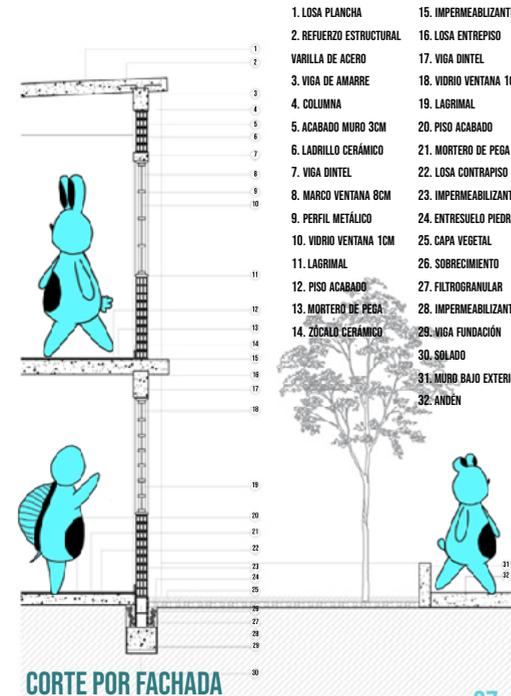 1. LOSA PLANCHA
2. REFUERZO ESTRUCTURAL
VARILLA DE ACERO
3. VIGA DE AMARRE
4. COLUMNA
5. ACABADO MURO 3CM
6. LADRILLO CERÁMICO
7. VIGA DINTEL
8. MARCO VENTANA 8CM
9. PERFIL METÁLICO
10. VIDRIO VENTANA 1CM
11. LAGRIMAL
12. PISO ACABADO
13. MORTERO DE PEGA
14. ZÓCALO CERÁMICO
15. IMPERMEABILIZANT
16. LOSA ENTREPISO
17. VIGA DINTEL
18. VIDRIO VENTANA 1
19. LAGRIMAL
20. PISO ACABADO
21. MORTERO DE PEGA
22. LOSA CONTRAPISO
23. IMPERMEABILIZANT
24. ENTRESUELO PIEDR
25. CAPA VEGETAL
26. SOBRECIMIENTO
27. FILTROGRANULAR
28. IMPERMEABILIZANT
29. VIGA FUNDACIÓN
30. SOLADO
31. MURO BAJO EXTERI
32. ANDÉN
1
2
3
4
5
6
7
8
9
10
11
12
13
14
15
16
17
18
19
20
21
22
23
24
25
26
27
28
29
30
31
32
CORTE POR FACHADA